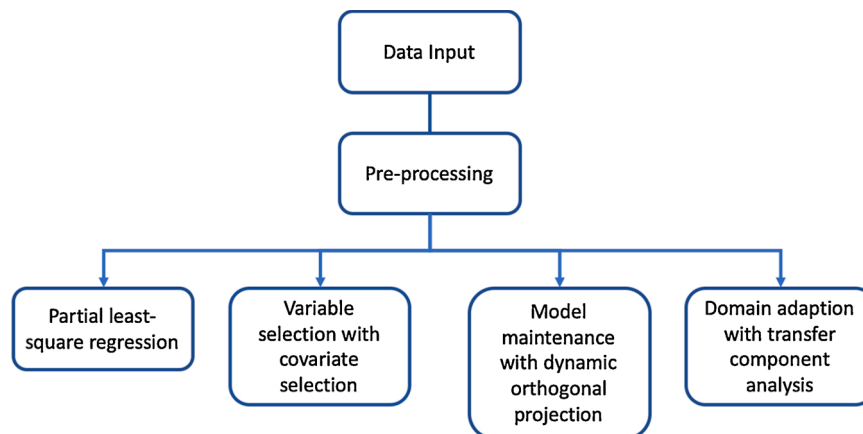 Data Input
Pre-processing
Partial least-
square regression
Variable
selection with
covariate
selection
Model
maintenance
with dynamic
orthogonal
projection
Domain adaption
with transfer
component
analysis